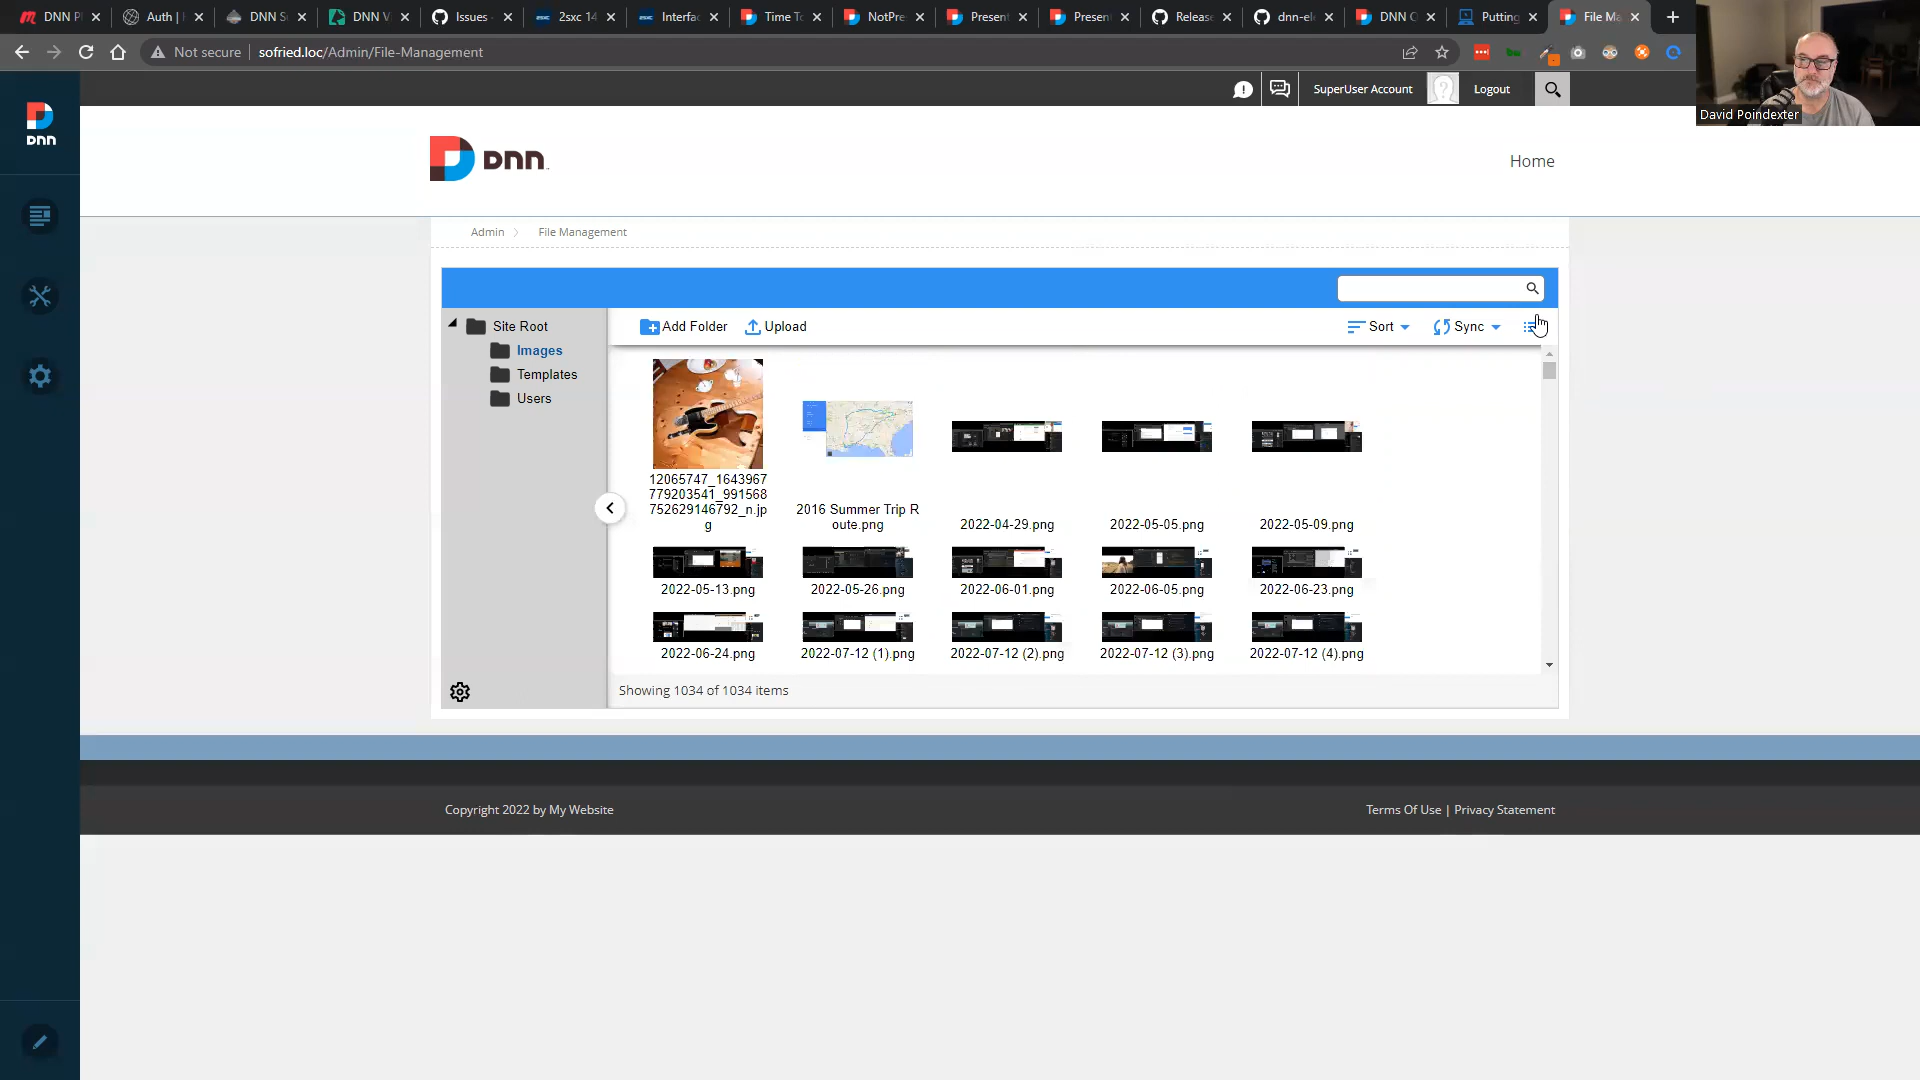 DNN P
Auth |
DNN S
DNN V
Issues
2sxc 14
Interfac
Time To
NotPre
Present
Present
Release
dnn-el
DNN C
Putting
File Ma
Not secure
sofried.loc/Admin/File-Management
David Poindexter
SuperUser Account
Logout
DNN
DNN
Home
Admin
File Management
Site Root
Images
Templates
Users
Add Folder
Upload
Sort
Sync
12065747_1643967
779203541_991568
752629146792_n.jp
g
2016 Summer Trip R
oute.png
2022-04-29.png
2022-05-05.png
2022-05-09.png
2022-05-13.png
2022-05-26.png
2022-06-01.png
2022-06-05.png
2022-06-23.png
2022-06-24.png
2022-07-12 (1).png
2022-07-12 (2).png
2022-07-12 (3).png
2022-07-12 (4).png
Showing 1034 of 1034 items
Copyright 2022 by My Website
Terms Of Use | Privacy Statement